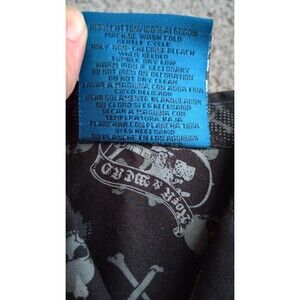 100% COTTON/100% ALGODON
MACHINE WASH COLD
GENTLE CYCLE
ONLY NON-CHLORINE BLEACH
WHEN NEEDED
TUMBLE DRY LOW
WARM IRON IF NECESSARY
DO NOT IRON ON DECORATION
DO NOT DRY CLEAN
LAVAR A MAQUINA CON AGUA FRIA
CICLO DELICADO
USAR SOLAMENTE BLANQUEADOR
SIN CLORO SI ES NECESARIO
SECAR A MAQUINA CON
TEMPERATURA BAJA
PLANCHAR CON PLANCHA TIBIA
SI ES NECESARIO
NO PLANCHE EN LOS ADORNOS
ROCK &